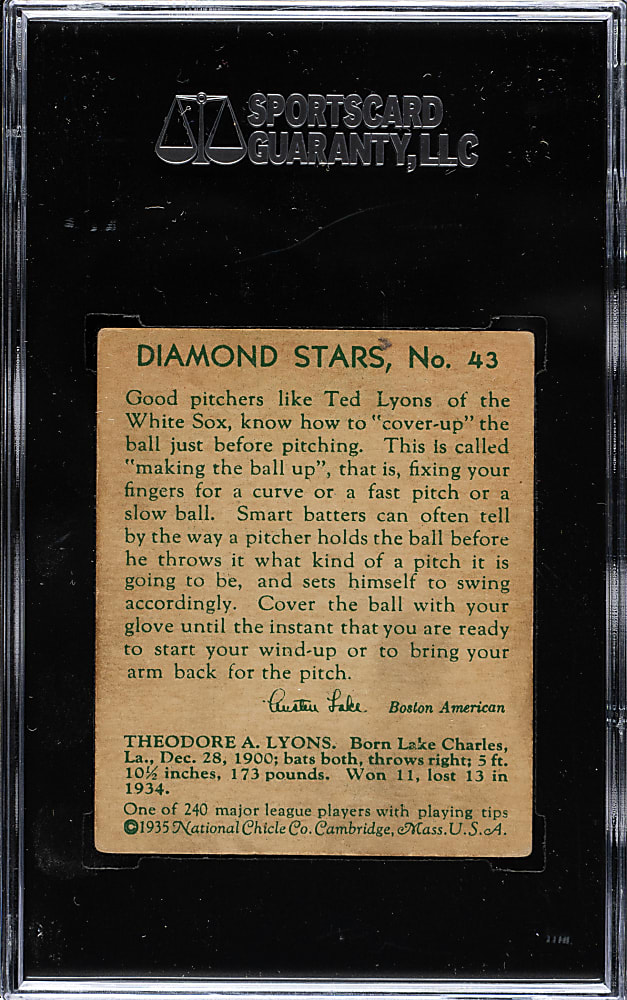 SPORTSCARD
GUARANTY, LLC
DIAMOND STARS, No. 43
Good pitchers like Ted Lyons of the
White Sox, know how to "cover-up" the
ball just before pitching. This is called
"making the ball up", that is, fixing your
fingers for a curve or a fast pitch or a
slow ball. Smart batters can often tell
by the way a pitcher holds the ball before
he throws it what kind of a pitch it is
going to be, and sets himself to swing
accordingly. Cover the ball with your
glove until the instant that you are ready
to start your wind-up or to bring your
arm back for the pitch.
Austen Lake. Boston American
THEODORE A. LYONS. Born Lake Charles,
La., Dec. 28, 1900; bats both, throws right; 5 ft.
10½ inches, 173 pounds. Won 11, lost 13 in
1934.
One of 240 major league players with playing tips
©1935 National Chicle Co. Cambridge, Mass. U.S.A.